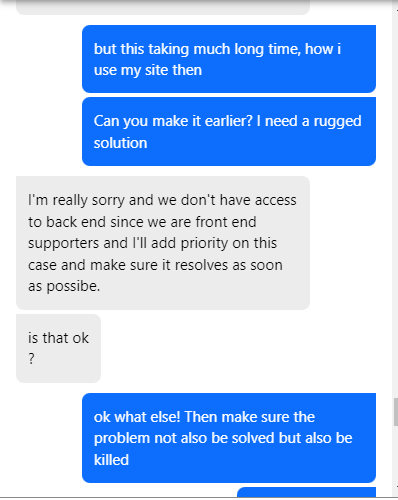 but this taking much long time, how i
use my site then
Can you make it earlier? I need a rugged
solution
I'm really sorry and we don't have access
to back end since we are front end
supporters and I'll add priority on this
case and make sure it resolves as soon
as possibe.
is that ok
?
ok what else! Then make sure the
problem not also be solved but also be
killed